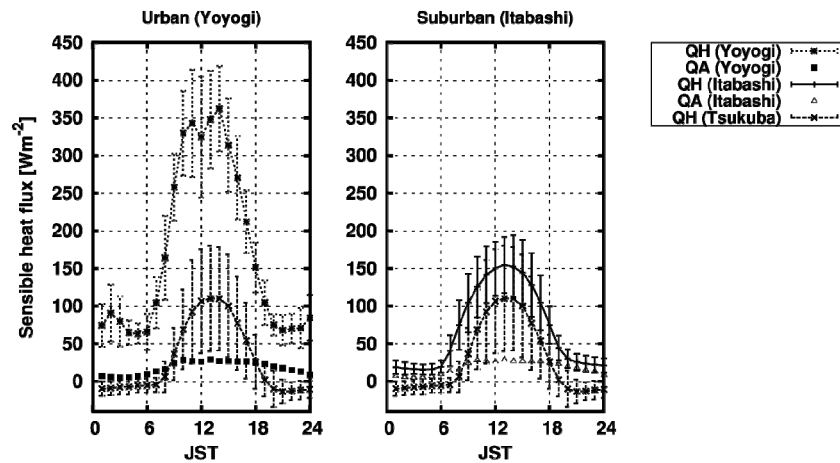 Urban (Yoyogi)
Suburban (Itabashi)
Sensible heat flux [Wm-2]
450
400
350
300
250
200
150
100
50
0
0 6 12 18 24
JST
450
400
350
300
250
200
150
100
50
0
0 6 12 18 24
JST
QH (Yoyogi)
QA (Yoyogi)
QH (Itabashi)
QA (Itabashi)
QH (Tsukuba)